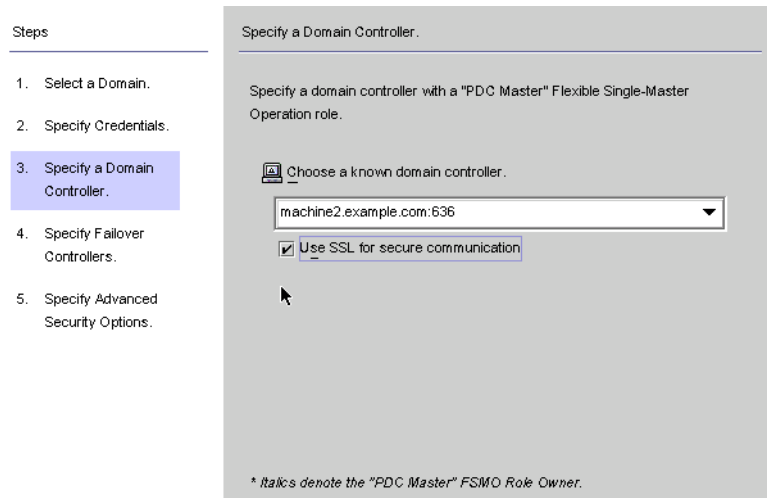 Steps
1. Select a Domain.
2. Specify Credentials.
3. Specify a Domain
Controller.
4. Specify Failover
Controllers.
5. Specify Advanced
Security Options.
Specify a Domain Controller.
Specify a domain controller with a "PDC Master" Flexible Single-Master
Operation role.
Choose a known domain controller.
machine2.example.com:636
Use SSL for secure communication
* Italics denote the "PDC Master" FSMO Role Owner.